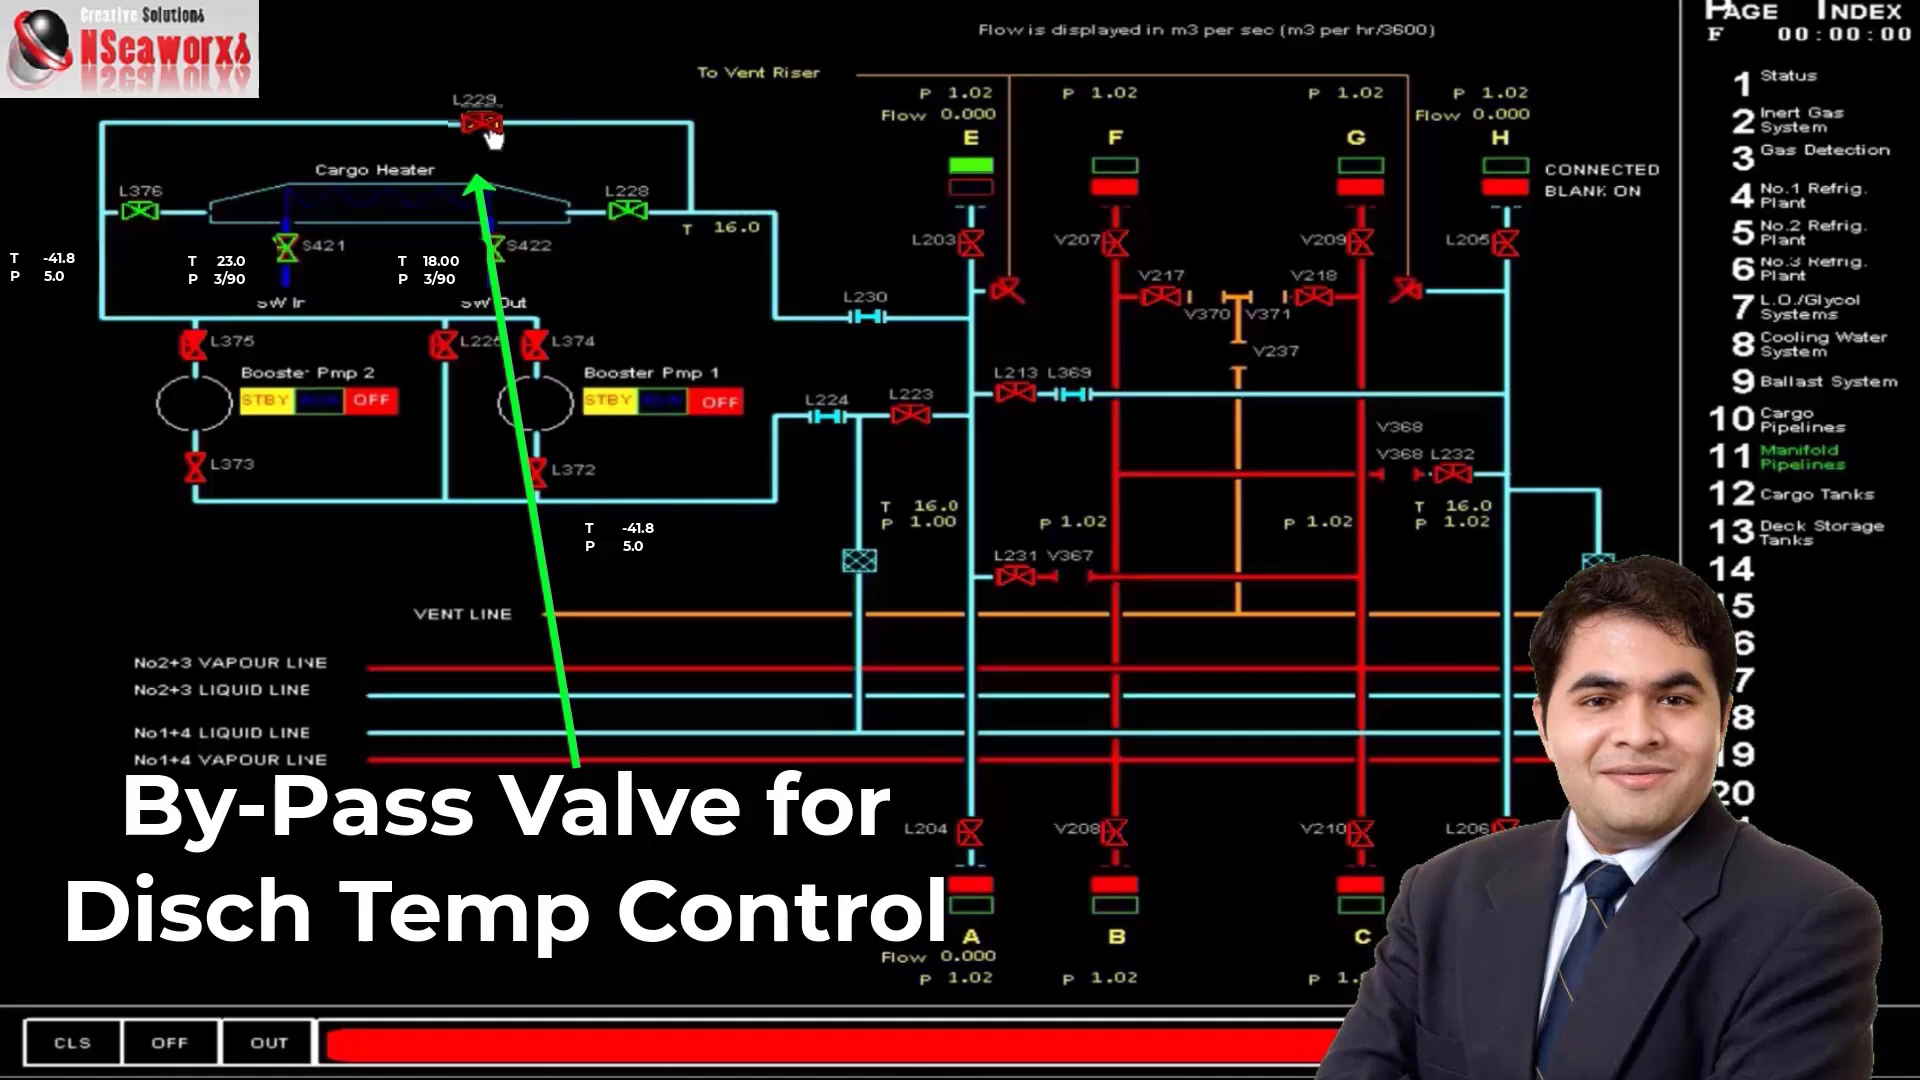 Creative Solutions
NSeaworxs
Flow is displayed in m3 per sec (m3 per hr/3600)
PAGE INDEX
F 00:00:00
To Vent Riser
P 1.02
P 1.02
P 1.02
P 1.02
Flow 0.000
Flow 0.000
E
F
G
H
CONNECTED
BLANK ON
L229
Cargo Heater
L376
L228
T 16.0
S421
S422
T -41.8
P 5.0
T 23.0
P 3/90
T 18.00
P 3/90
SW In
SW Out
L203
V207
V209
L205
V217
V218
V370
V371
V237
L230
L375
L374
Booster Pmp 2
STBY
OFF
Booster Pmp 1
STBY
OFF
L213
L369
L224
L223
L373
L372
V368
V368
L232
T -41.8
P 5.0
T 16.0
P 1.00
P 1.02
P 1.02
T 16.0
P 1.02
L231
V367
VENT LINE
No2+3 VAPOUR LINE
No2+3 LIQUID LINE
No1+4 LIQUID LINE
No1+4 VAPOUR LINE
By-Pass Valve for
Disch Temp Control
L204
V208
V210
L206
A
B
C
Flow 0.000
P 1.02
P 1.02
CLS
OFF
OUT
1 Status
2 Inert Gas
System
3 Gas Detection
4 No.1 Refrig.
Plant
5 No.2 Refrig.
Plant
6 No.3 Refrig.
Plant
7 L.O./Glycol
Systems
8 Cooling Water
System
9 Ballast System
10 Cargo
Pipelines
11 Manifold
Pipelines
12 Cargo Tanks
13 Deck Storage
Tanks
14
5
6
7
8
19
20